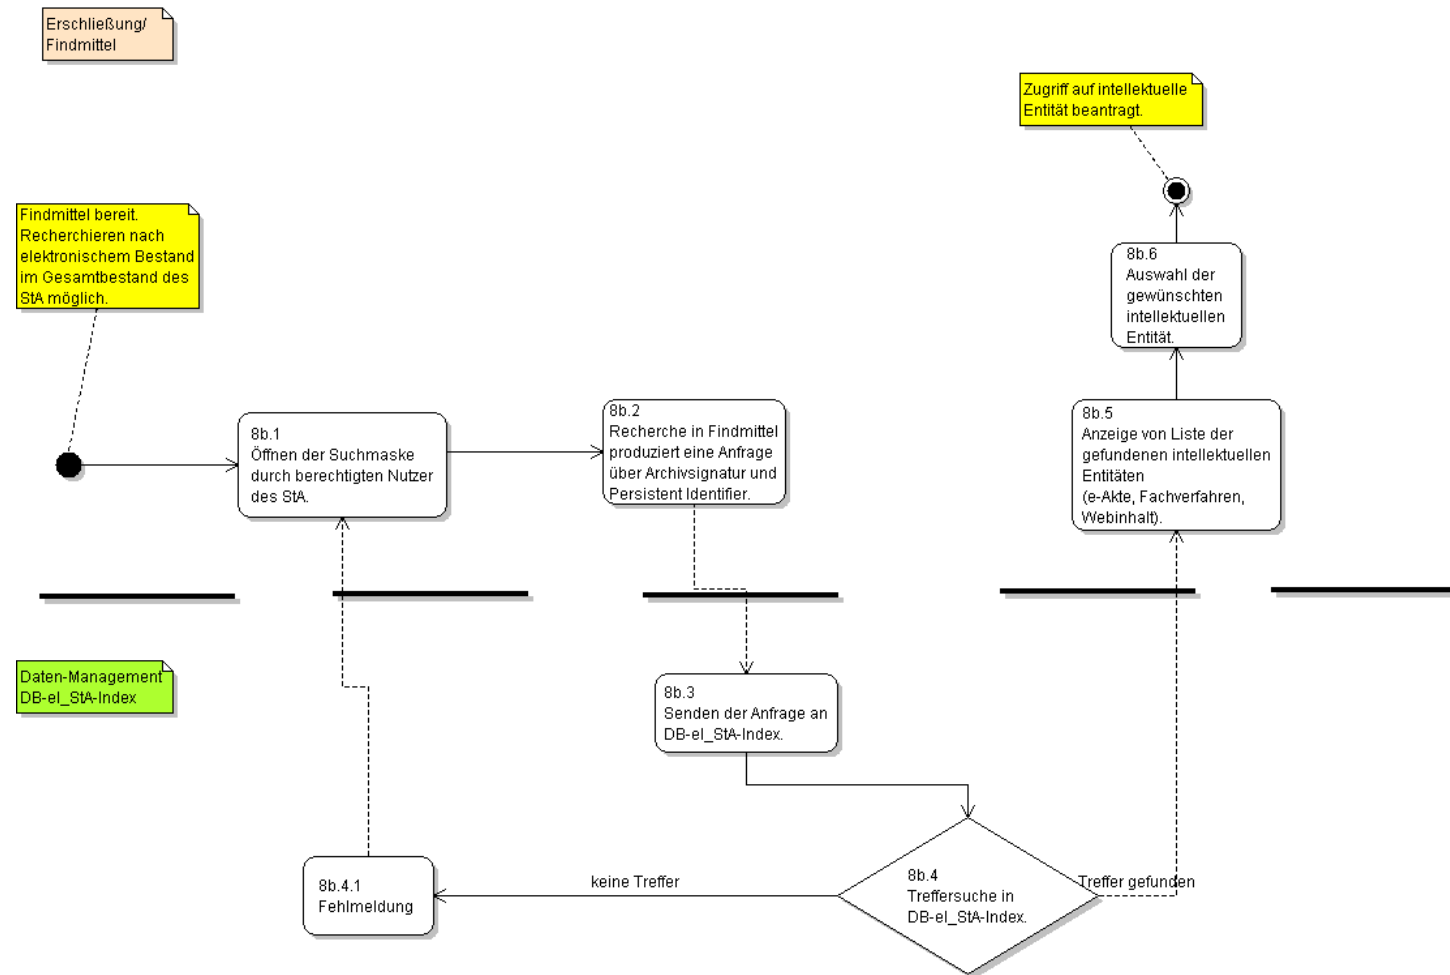 Erschließung/
Findmittel
Zugriff auf intellektuelle
Entität beantragt.
Findmittel bereit.
Recherchieren nach
elektronischem Bestand
im Gesamtbestand des
StA möglich.
8b.6
Auswahl der
gewünschten
intellektuellen
Entität.
8b.1
Öffnen der Suchmaske
durch berechtigten Nutzer
des StA.
8b.2
Recherche in Findmittel
produziert eine Anfrage
über Archivsignatur und
Persistent Identifier.
8b.5
Anzeige von Liste der
gefundenen intellektuellen
Entitäten
(e-Akte, Fachverfahren,
Webinhalt).
Daten-Management
DB-el_StA-Index
8b.3
Senden der Anfrage an
DB-el_StA-Index.
8b.4.1
Fehlmeldung
keine Treffer
8b.4
Treffersuche in
DB-el_StA-Index.
Treffer gefunden